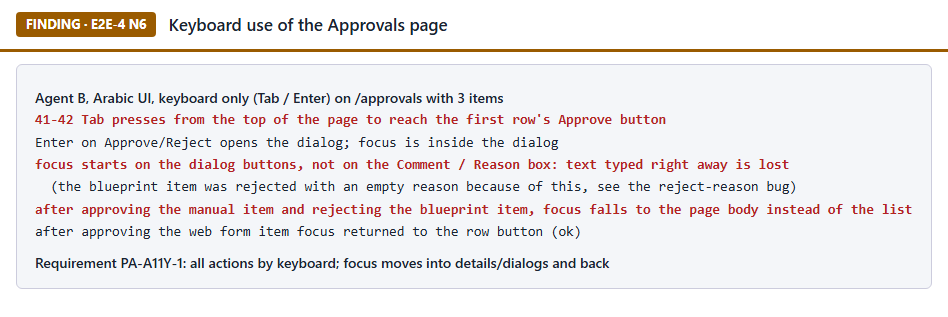 FINDING · E2E-4 N6 Keyboard use of the Approvals page
Agent B, Arabic UI, keyboard only (Tab / Enter) on /approvals with 3 items
41-42 Tab presses from the top of the page to reach the first row's Approve button
Enter on Approve/Reject opens the dialog; focus is inside the dialog
focus starts on the dialog buttons, not on the Comment / Reason box: text typed right away is lost
(the blueprint item was rejected with an empty reason because of this, see the reject-reason bug)
after approving the manual item and rejecting the blueprint item, focus falls to the page body instead of the list
after approving the web form item focus returned to the row button (ok)
Requirement PA-A11Y-1: all actions by keyboard; focus moves into details/dialogs and back